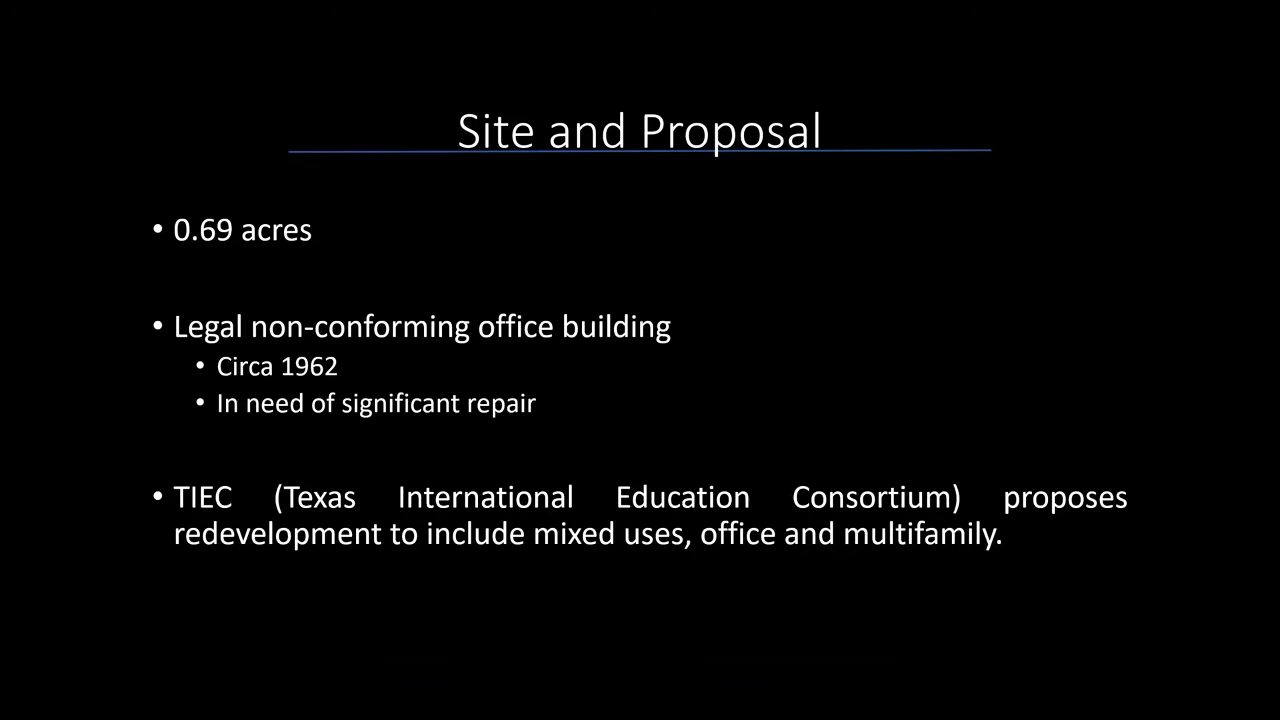 Site and Proposal
• 0.69 acres
• Legal non-conforming office building
• Circa 1962
• In need of significant repair
• TIEC (Texas International Education Consortium) proposes
redevelopment to include mixed uses, office and multifamily.